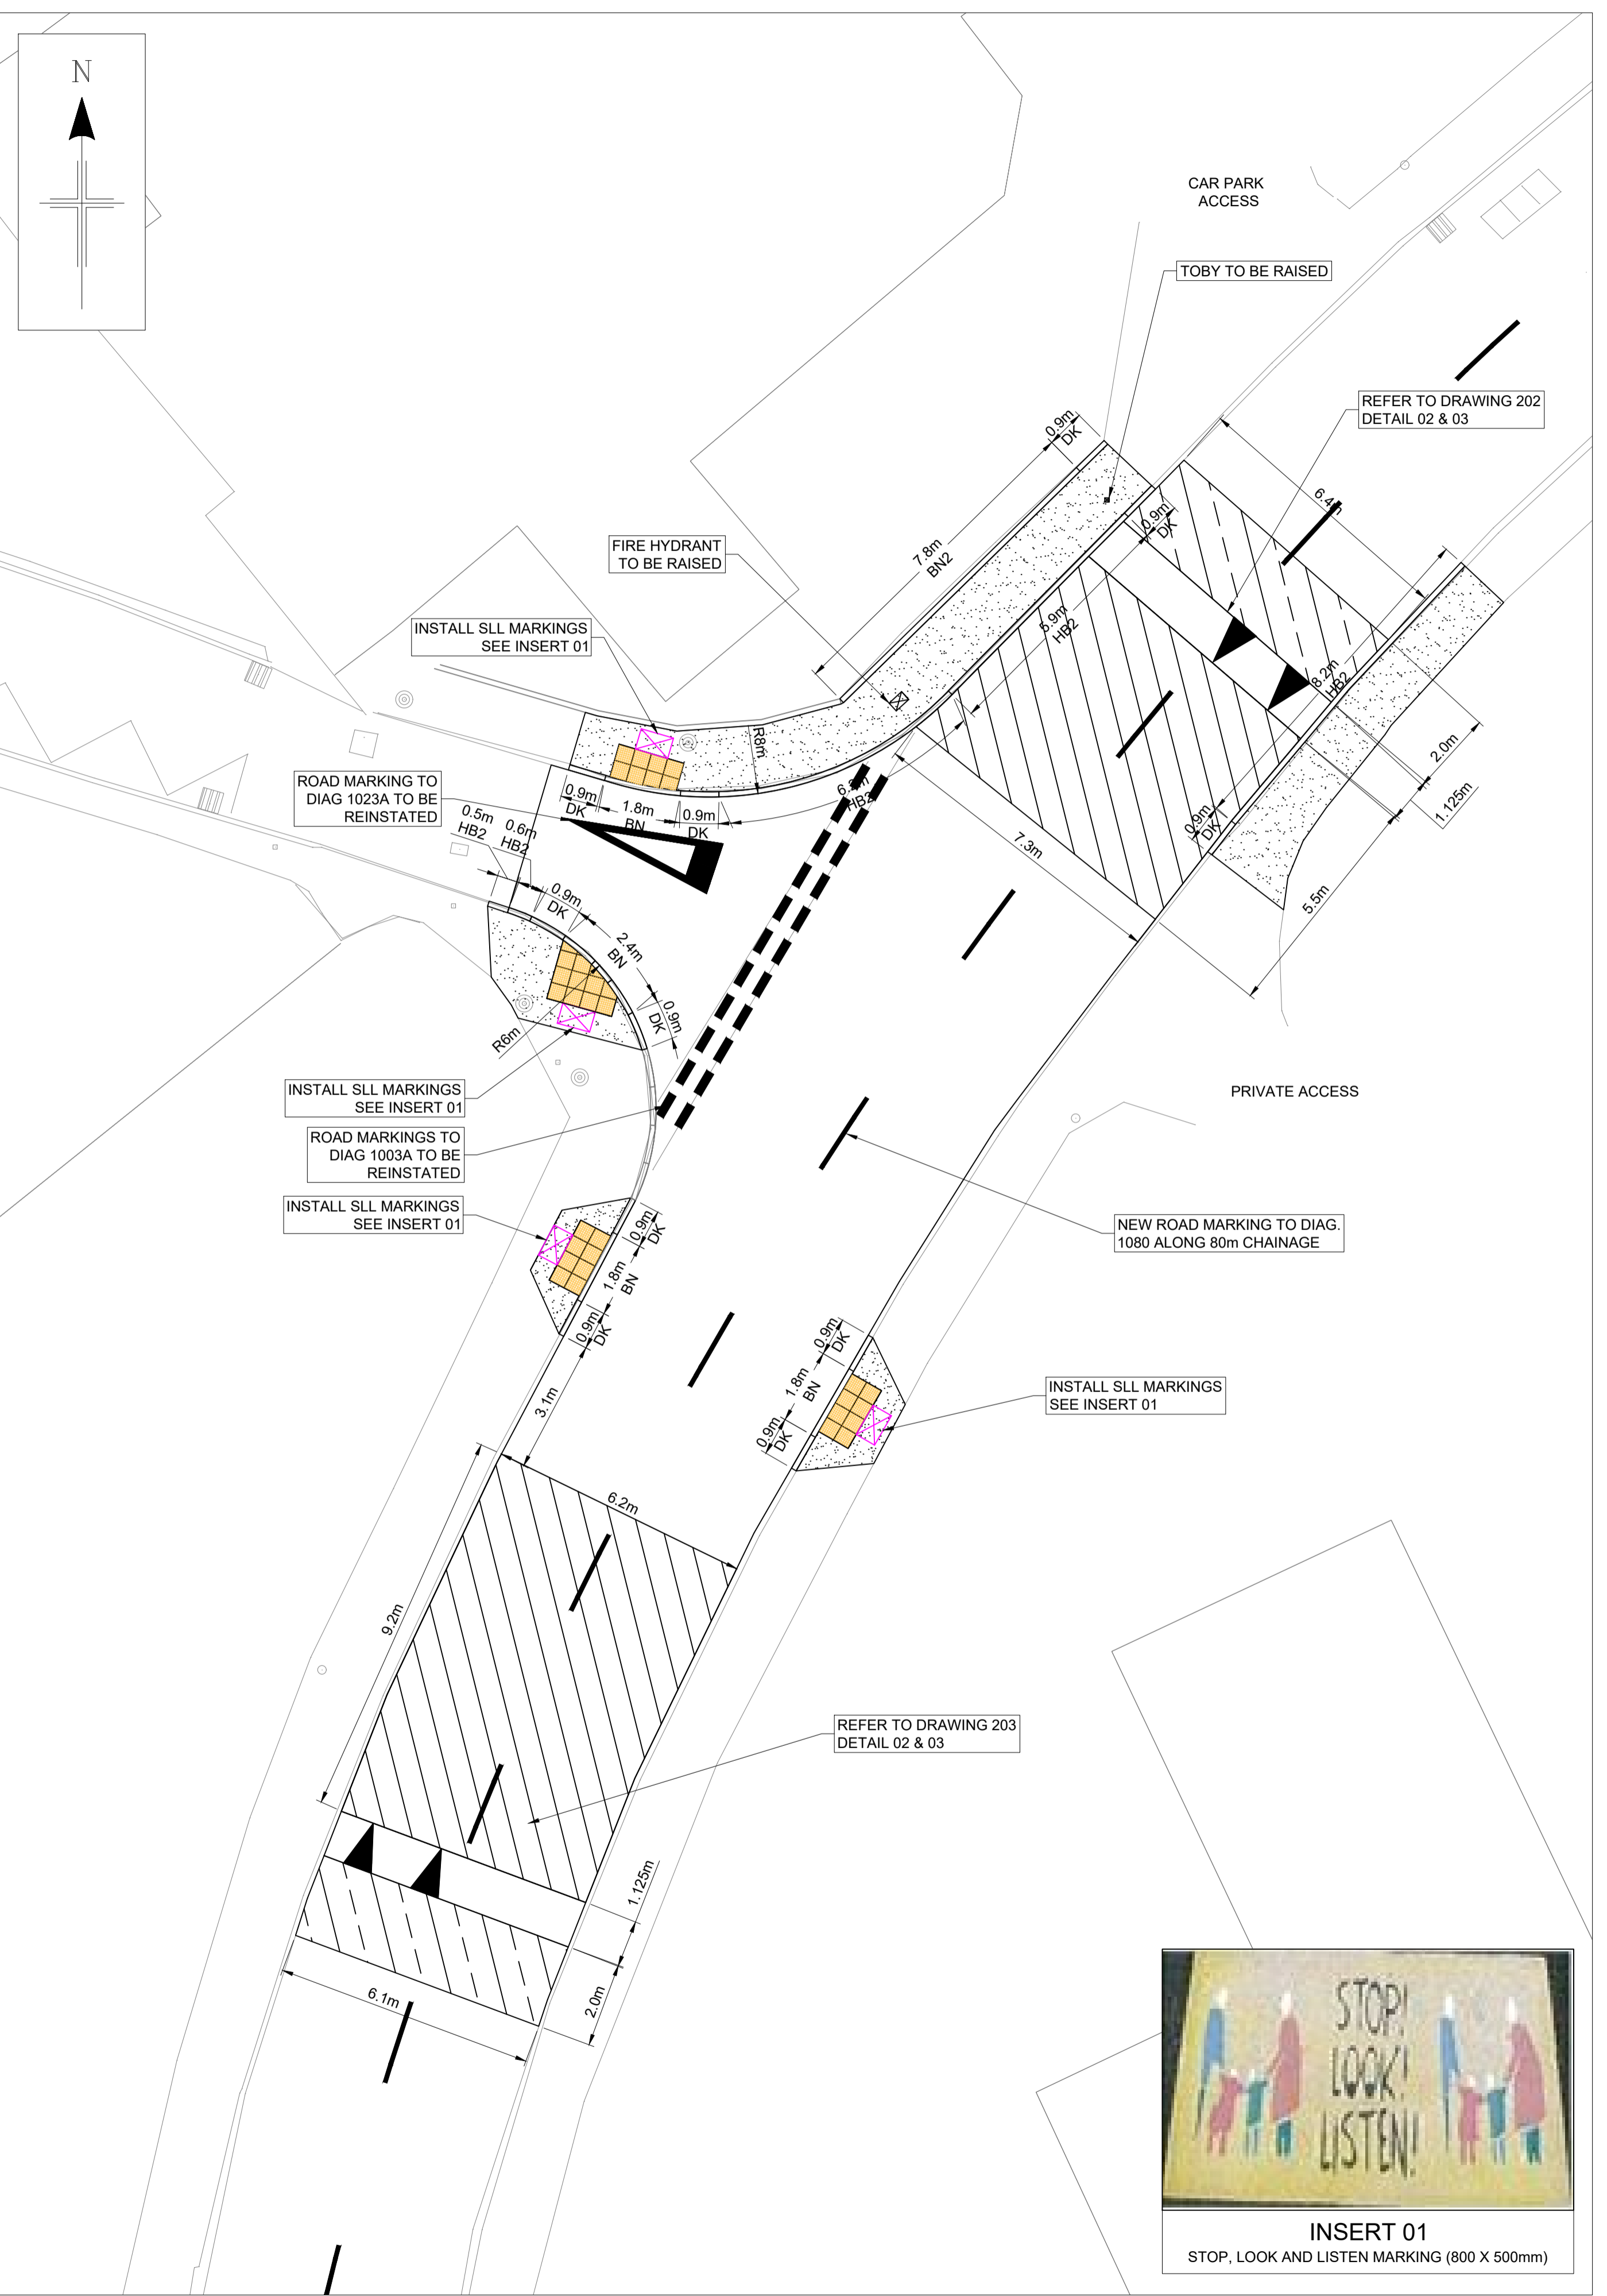 N
CAR PARK
ACCESS
TOBY TO BE RAISED
REFER TO DRAWING 202
DETAIL 02 & 03
0.9m
DK
6.4m
0.9m
DK
7.8m
BN2
FIRE HYDRANT
TO BE RAISED
5.9m
HB2
INSTALL SLL MARKINGS
SEE INSERT 01
8.2m
HB2
R8m
2.0m
ROAD MARKING TO
DIAG 1023A TO BE
REINSTATED
0.9m
DK
1.8m
BN
0.9m
DK
HB2
1.125m
0.5m
HB2
0.6m
HB2
0.9m
DK
7.3m
0.9m
DK
5.5m
2.4m
BN
0.9m
DK
R6m
INSTALL SLL MARKINGS
SEE INSERT 01
PRIVATE ACCESS
ROAD MARKINGS TO
DIAG 1003A TO BE
REINSTATED
INSTALL SLL MARKINGS
SEE INSERT 01
0.9m
DK
1.8m
BN
0.9m
DK
NEW ROAD MARKING TO DIAG.
1080 ALONG 80m CHAINAGE
0.9m
DK
1.8m
BN
0.9m
DK
INSTALL SLL MARKINGS
SEE INSERT 01
3.1m
6.2m
9.2m
REFER TO DRAWING 203
DETAIL 02 & 03
1.125m
6.1m
2.0m
STOP!
LOOK!
LISTEN!
INSERT 01
STOP, LOOK AND LISTEN MARKING (800 X 500mm)